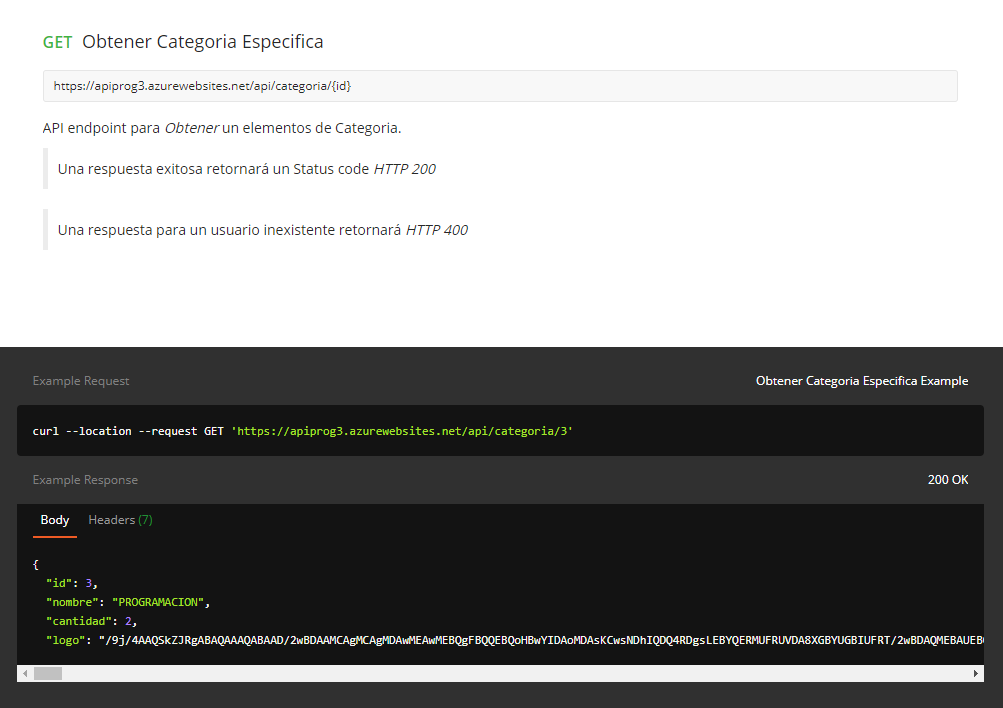 GET Obtener Categoria Especifica
https://apiprog3.azurewebsites.net/api/categoria/{id}
API endpoint para Obtener un elementos de Categoria.
Una respuesta exitosa retornará un Status code HTTP 200
Una respuesta para un usuario inexistente retornará HTTP 400
Example Request
Obtener Categoria Especifica Example
curl --location --request GET 'https://apiprog3.azurewebsites.net/api/categoria/3'
Example Response
200 OK
Body Headers (7)
{
"id": 3,
"nombre": "PROGRAMACION",
"cantidad": 2,
"logo": "/9j/4AAQSkZJRgABAQAAAQABAAD/2wBDAAMCAgMCAgMDAwMEAwMEBQgFBQQEBQoHBwYIDAoMDAsKCwsNDhIQDQ4RDgsLEBYQERMUFRUVDA8XGBYUGBIUFRT/2wBDAQMEBAUEB